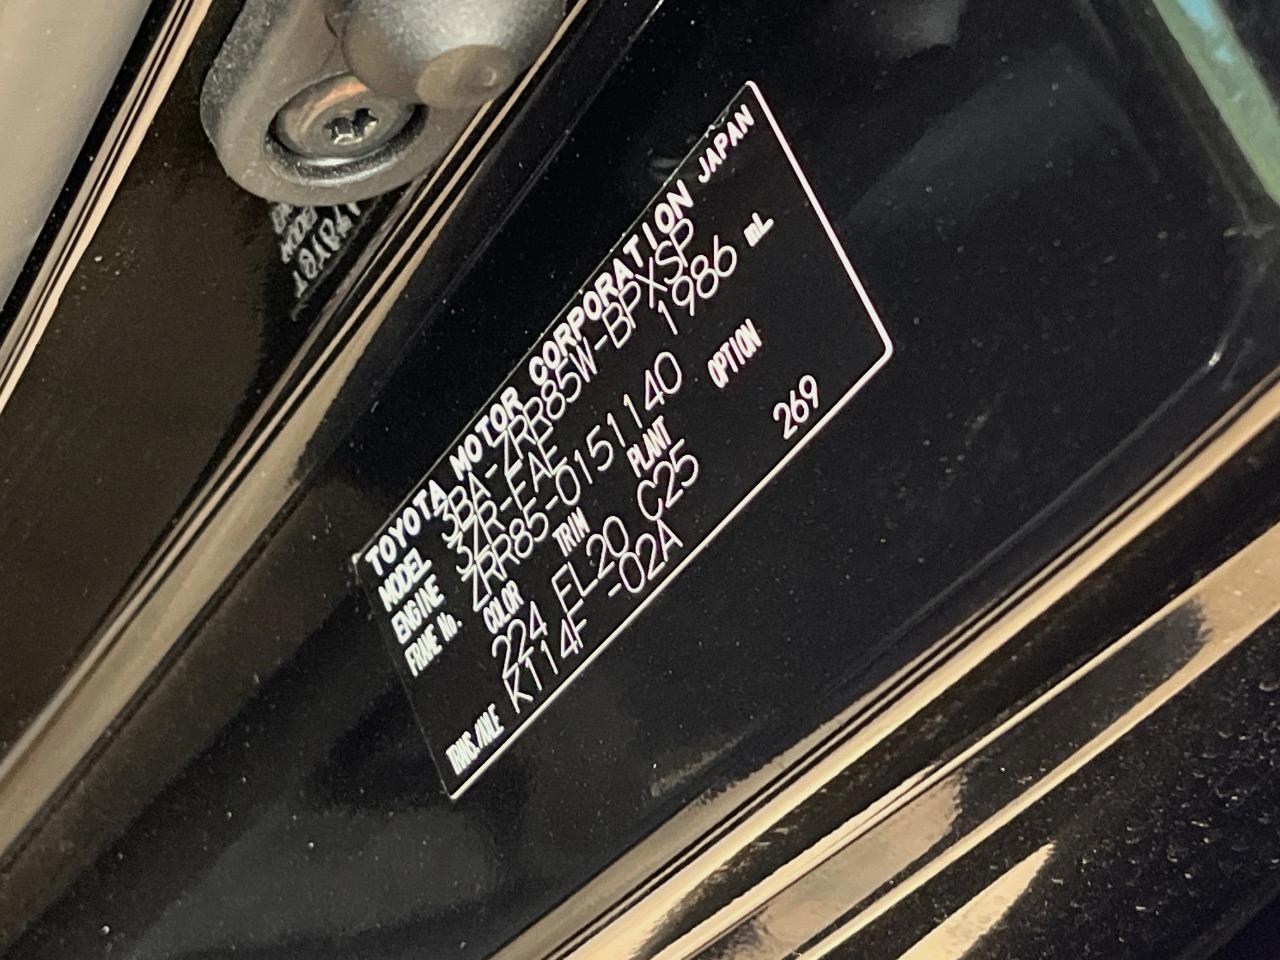 TOYOTA MOTOR CORPORATION JAPAN
MODEL 3BA-ZRR85W-BPXSP
ENGINE 3ZR-FAE 1986 mL
FRAME No. ZRR85-0151140
COLOR TRIM PLANT OPTION
224 FL20 C25 269
TRANS./AXLE K114F -02A